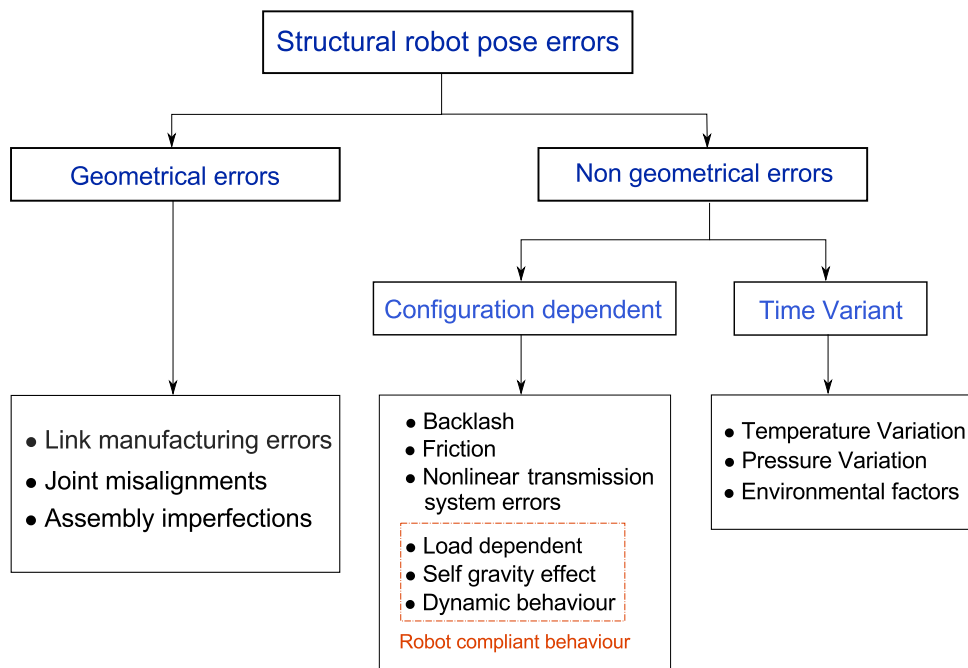 Structural robot pose errors
Geometrical errors
Non geometrical errors
Configuration dependent
Time Variant
● Link manufacturing errors
● Joint misalignments
● Assembly imperfections
● Backlash
● Friction
● Nonlinear transmission
system errors
● Load dependent
● Self gravity effect
● Dynamic behaviour
Robot compliant behaviour
● Temperature Variation
● Pressure Variation
● Environmental factors